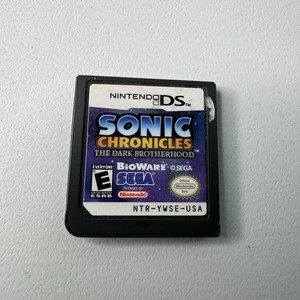 NINTENDO DS
SONIC
CHRONICLES
THE DARK BROTHERHOOD
EVERYONE
E
ESRB
BIOWARE © SEGA
SEGA
Nintendo
NTR-YWSE-USA